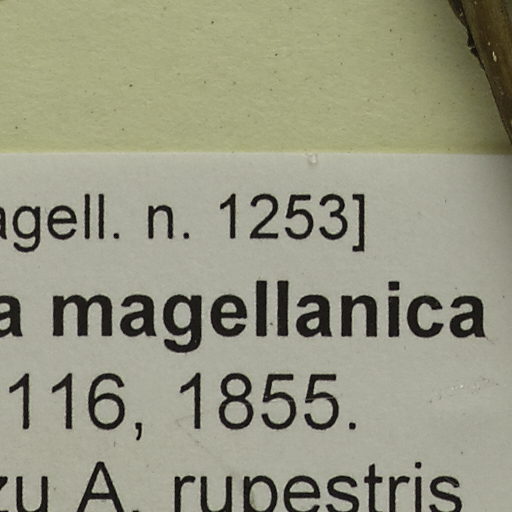 agell. n. 1253]
a magellanica
116, 1855.
zu A. rupestris